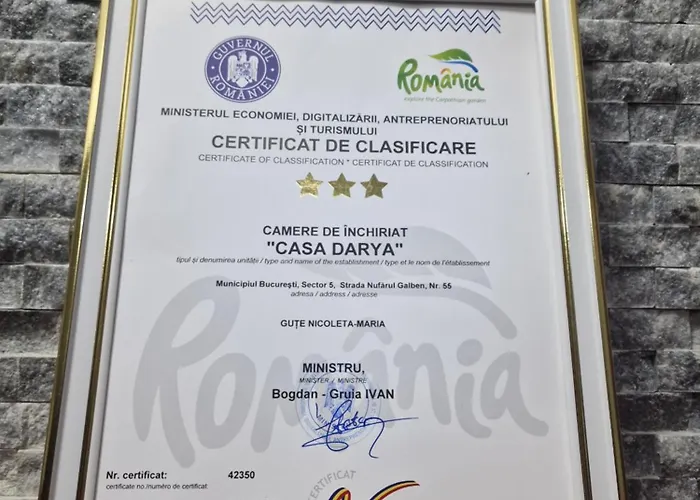 GUVERNUL ROMÂNIEI
România
explore the Carpathian garden
MINISTERUL ECONOMIEI, DIGITALIZĂRII, ANTREPRENORIATULUI
ȘI TURISMULUI
CERTIFICAT DE CLASIFICARE
CERTIFICATE OF CLASSIFICATION * CERTIFICAT DE CLASSIFICATION
CAMERE DE ÎNCHIRIAT
"CASA DARYA"
tipul și denumirea unității / type and name of the establishment / type et le nom de l'établissement
Municipiul București, Sector 5, Strada Nufărul Galben, Nr. 55
adresa / address / adresse
GUȚE NICOLETA-MARIA
România
MINISTRU,
MINISTER / MINISTRE
Bogdan - Gruia IVAN
Nr. certificat: 42350
certificate no./numéro de certificat:
CERTIFICAT